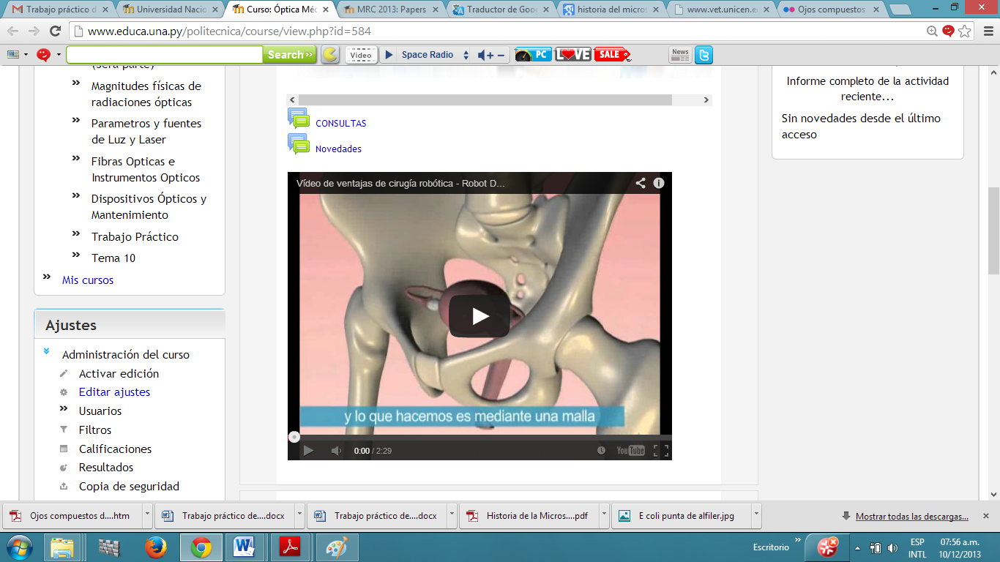 Trabajo práctico d
Universidad Nacio
Curso: Óptica Méd
MRC 2013: Papers
Traductor de Goog
historia del micros
www.vet.unicen.e
Ojos compuestos
www.educa.una.py/politecnica/course/view.php?id=584
Search
Video
Space Radio
PC
LOVE
SALE
News
(3era parte)
Magnitudes físicas de
radiaciones ópticas
Parametros y fuentes
de Luz y Laser
Fibras Opticas e
Instrumentos Opticos
Dispositivos Ópticos y
Mantenimiento
Trabajo Práctico
Tema 10
Mis cursos
Ajustes
Administración del curso
Activar edición
Editar ajustes
Usuarios
Filtros
Calificaciones
Resultados
Copia de seguridad
CONSULTAS
Novedades
Vídeo de ventajas de cirugía robótica - Robot D...
y lo que hacemos es mediante una malla
0:00 / 2:29
YouTube
Informe completo de la actividad
reciente...
Sin novedades desde el último
acceso
Ojos compuestos d....htm
Trabajo práctico de....docx
Trabajo práctico de....docx
Historia de la Micros....pdf
E coli punta de alfiler.jpg
Mostrar todas las descargas...
Escritorio
ESP
INTL
07:56 a.m.
10/12/2013